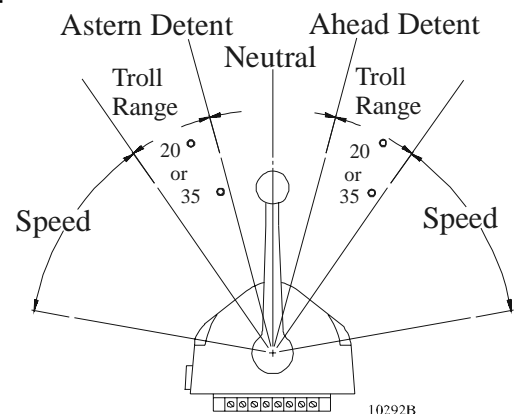 Astern Detent
Ahead Detent
Neutral
Troll
Range
Troll
Range
20°
or
35°
20°
or
35°
Speed
Speed
10292B